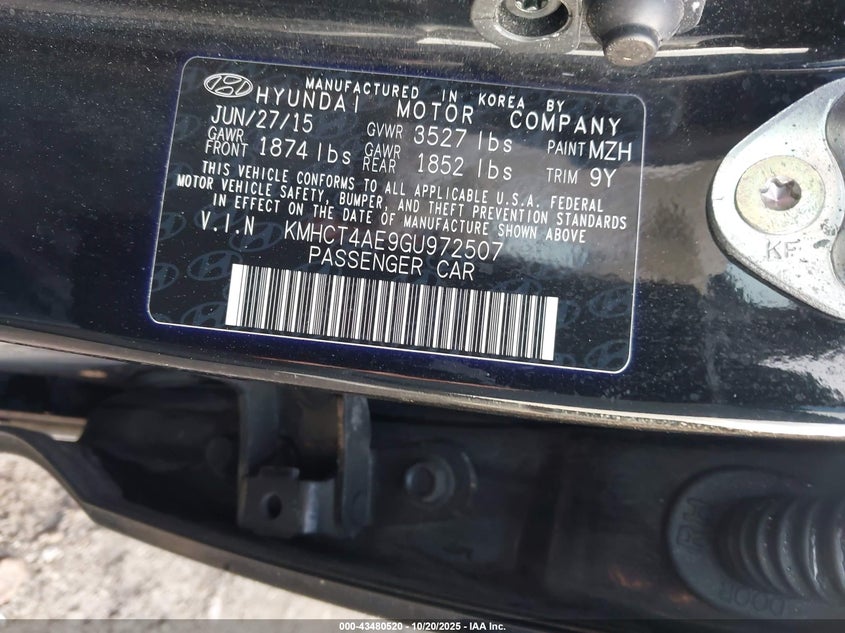 MANUFACTURED IN KOREA BY
HYUNDAI MOTOR COMPANY
JUN/27/15 GVWR 3527 lbs PAINT MZH
GAWR FRONT 1874 lbs GAWR REAR 1852 lbs TRIM 9Y
THIS VEHICLE CONFORMS TO ALL APPLICABLE U.S.A. FEDERAL
MOTOR VEHICLE SAFETY, BUMPER, AND THEFT PREVENTION STANDARDS
IN EFFECT ON THE DATE OF MANUFACTURE SHOWN ABOVE
V.I.N KMHCT4AE9GU972507
PASSENGER CAR
KF
DOOR
000-43480520 - 10/20/2025 - IAA Inc.